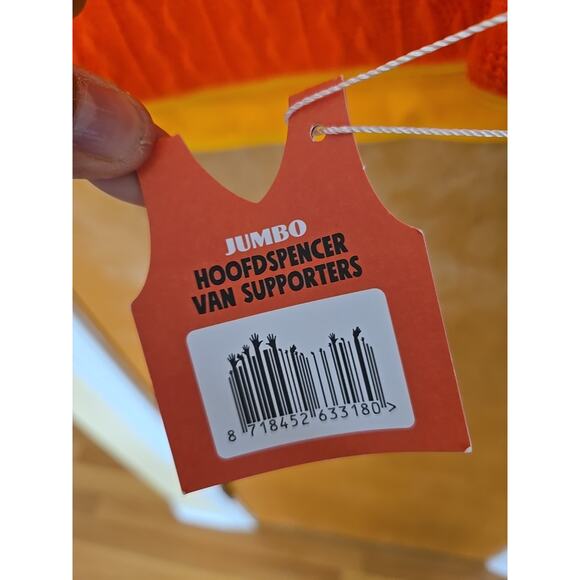 JUMBO
HOOFDSPENCER
VAN SUPPORTERS
8 718452 633180 >